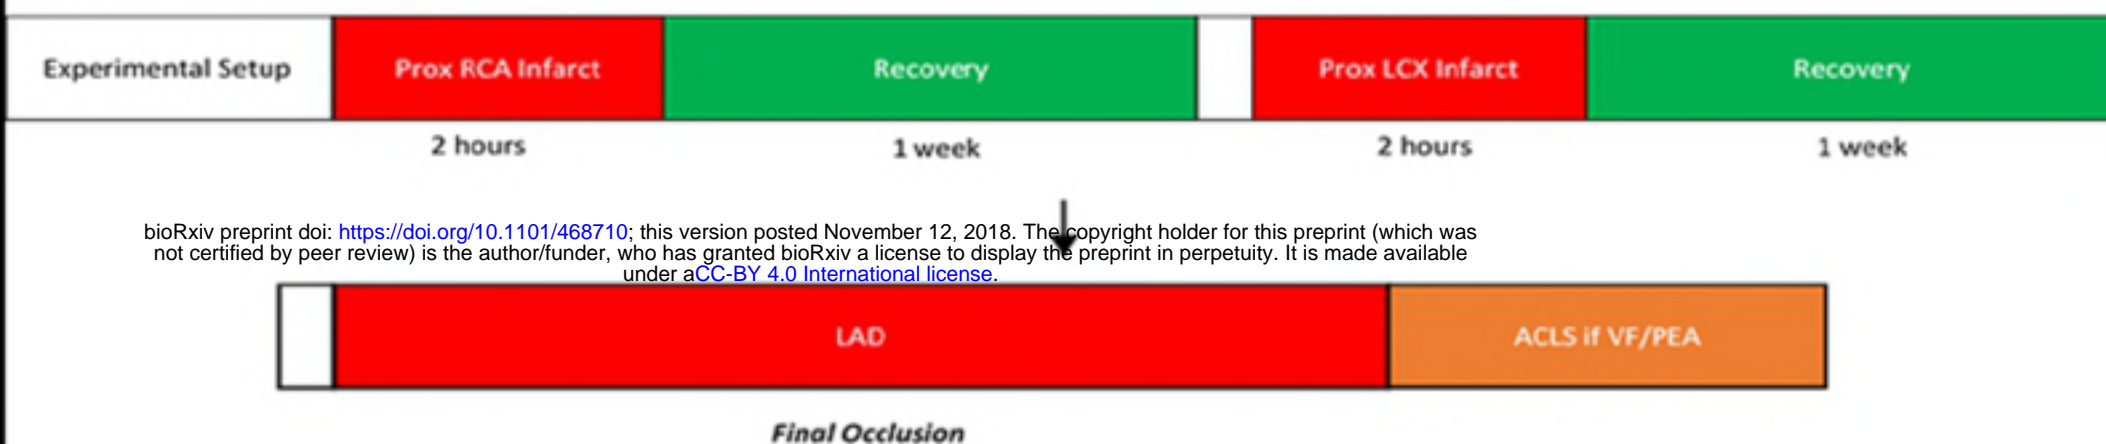 Experimental Setup Prox RCA Infarct Recovery Prox LCX Infarct Recovery
2 hours 1 week 2 hours 1 week
bioRxiv preprint doi: https://doi.org/10.1101/468710; this version posted November 12, 2018. The copyright holder for this preprint (which was
not certified by peer review) is the author/funder, who has granted bioRxiv a license to display the preprint in perpetuity. It is made available
under aCC-BY 4.0 International license.
LAD ACLS if VF/PEA
Final Occlusion